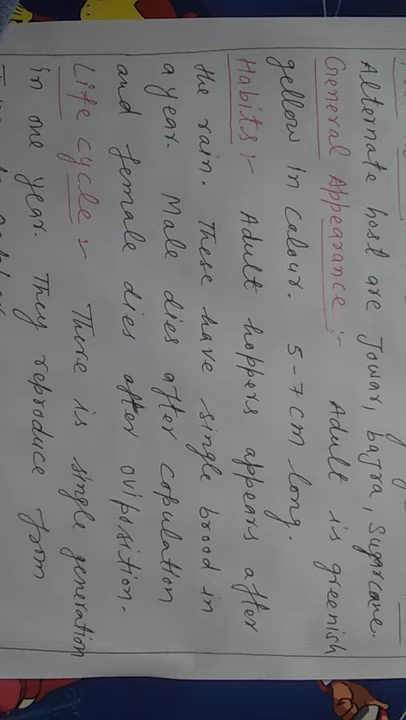 Alternate host are Jowar, bajra, Sugarcane.
General Appearance :- Adult is greenish
yellow in colour. 5-7 cm long.
Habits :- Adult hoppers appears after
the rain. These have single brood in
a year. Male dies after copulation
and female dies after oviposition.
Life cycle :- There is single generation
in one year. They reproduce from